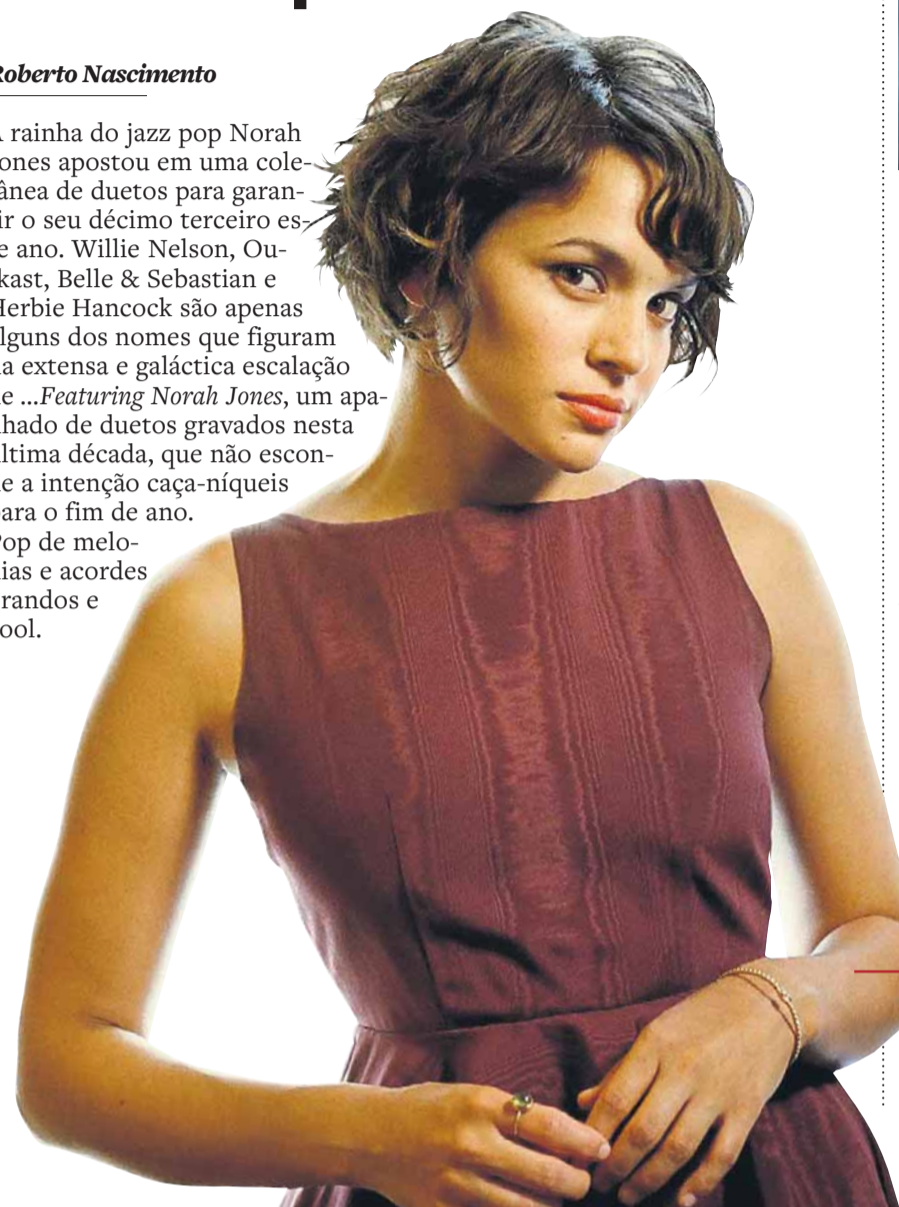 Roberto Nascimento
A rainha do jazz pop Norah
Jones apostou em uma cole-
tânea de duetos para garan-
tir o seu décimo terceiro es-
te ano. Willie Nelson, Ou-
tkast, Belle & Sebastian e
Herbie Hancock são apenas
alguns dos nomes que figuram
na extensa e galáctica escalação
de ...Featuring Norah Jones, um apa-
nhado de duetos gravados nesta
última década, que não escon-
de a intenção caça-níqueis
para o fim de ano.
Pop de melo-
dias e acordes
brandos e
cool.